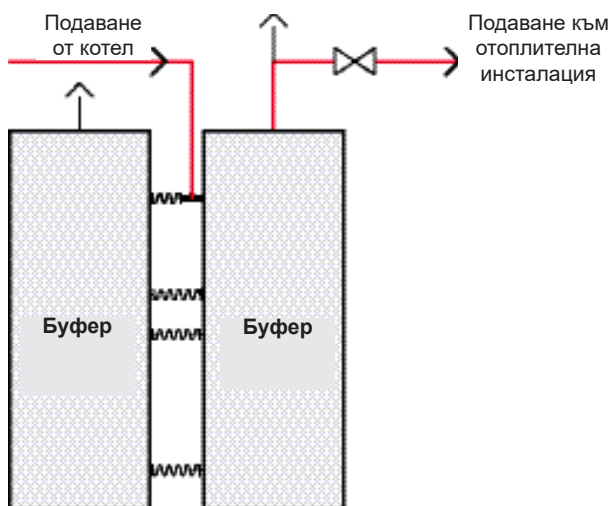 Подаване
от котел
Подаване към
отоплителна
инсталация
Буфер
Буфер